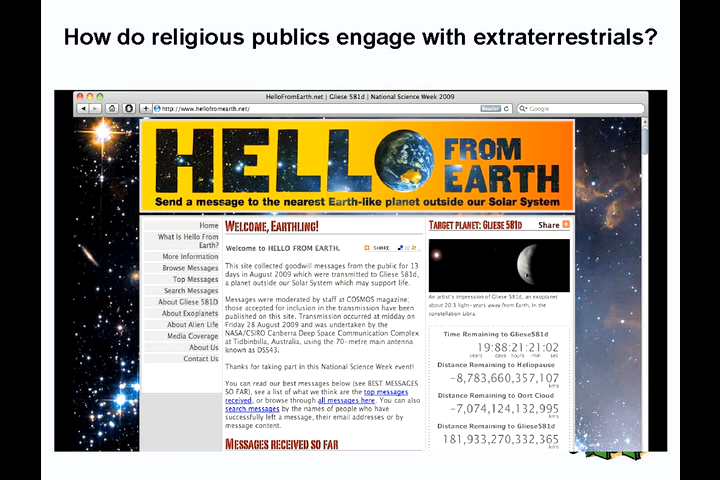 How do religious publics engage with extraterrestrials?
HelloFromEarth.net | Gliese 581d | National Science Week 2009
http://www.hellofromearth.net/
Reader
Google
HELLO FROM EARTH
Send a message to the nearest Earth-like planet outside our Solar System
Home
What Is Hello From
Earth?
More Information
Browse Messages
Top Messages
Search Messages
About Gliese 581D
About Exoplanets
About Alien Life
Media Coverage
About Us
Contact Us
WELCOME, EARTHLING!
Welcome to HELLO FROM EARTH.
SHARE
This site collected goodwill messages from the public for 13
days in August 2009 which were transmitted to Gliese 581d,
a planet outside our Solar System which may support life.
Messages were moderated by staff at COSMOS magazine;
those accepted for inclusion in the transmission have been
published on this site. Transmission occurred at midday on
Friday 28 August 2009 and was undertaken by the
NASA/CSIRO Canberra Deep Space Communication Complex
at Tidbinbilla, Australia, using the 70-metre main antenna
known as DSS43.
Thanks for taking part in this National Science Week event!
You can read our best messages below (see BEST MESSAGES
SO FAR), see a list of what we think are the top messages
received, or browse through all messages here. You can also
search messages by the names of people who have
successfully left a message, their email addresses or by
message content.
MESSAGES RECEIVED SO FAR
TARGET PLANET: GLIESE 581D
Share
An artist's impression of Gliese 581d, an exoplanet
about 20.3 light-years away from Earth, in the
constellation Libra.
Time Remaining to Gliese581d
19:88:21:21:02
years days hours min sec
Distance Remaining to Heliopause
-8,783,660,357,107
kms
Distance Remaining to Oort Cloud
-7,074,124,132,995
kms
Distance Remaining to Gliese581d
181,933,270,332,365
kms